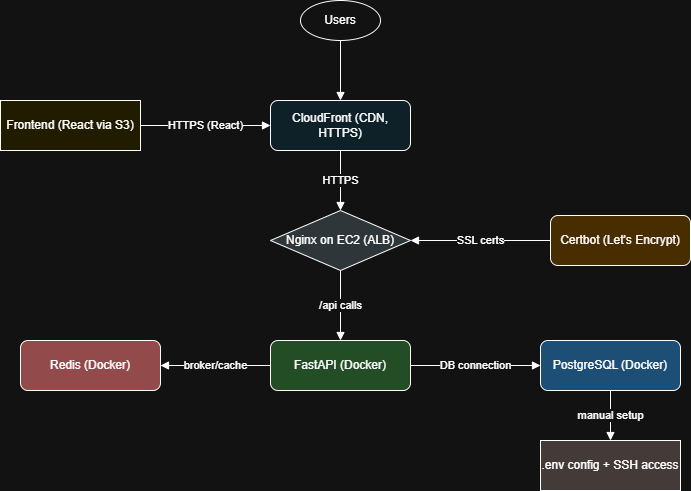 Users
Frontend (React via S3)
HTTPS (React)
CloudFront (CDN,
HTTPS)
HTTPS
Nginx on EC2 (ALB)
SSL certs
Certbot (Let's Encrypt)
/api calls
Redis (Docker)
broker/cache
FastAPI (Docker)
DB connection
PostgreSQL (Docker)
manual setup
.env config + SSH access